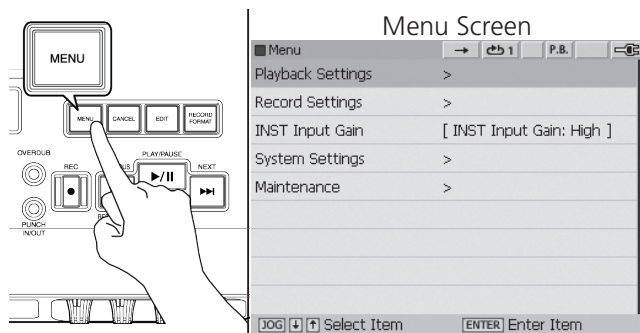 MENU
MENU
CANCEL
EDIT
RECORD FORMAT
OVERDUB
REC
PLAY/PAUSE
NEXT
PUNCH IN/OUT
Menu Screen
Menu → 1 P.B.
Playback Settings >
Record Settings >
INST Input Gain [ INST Input Gain: High ]
System Settings >
Maintenance >
JOG ↓ ↑ Select Item ENTER Enter Item